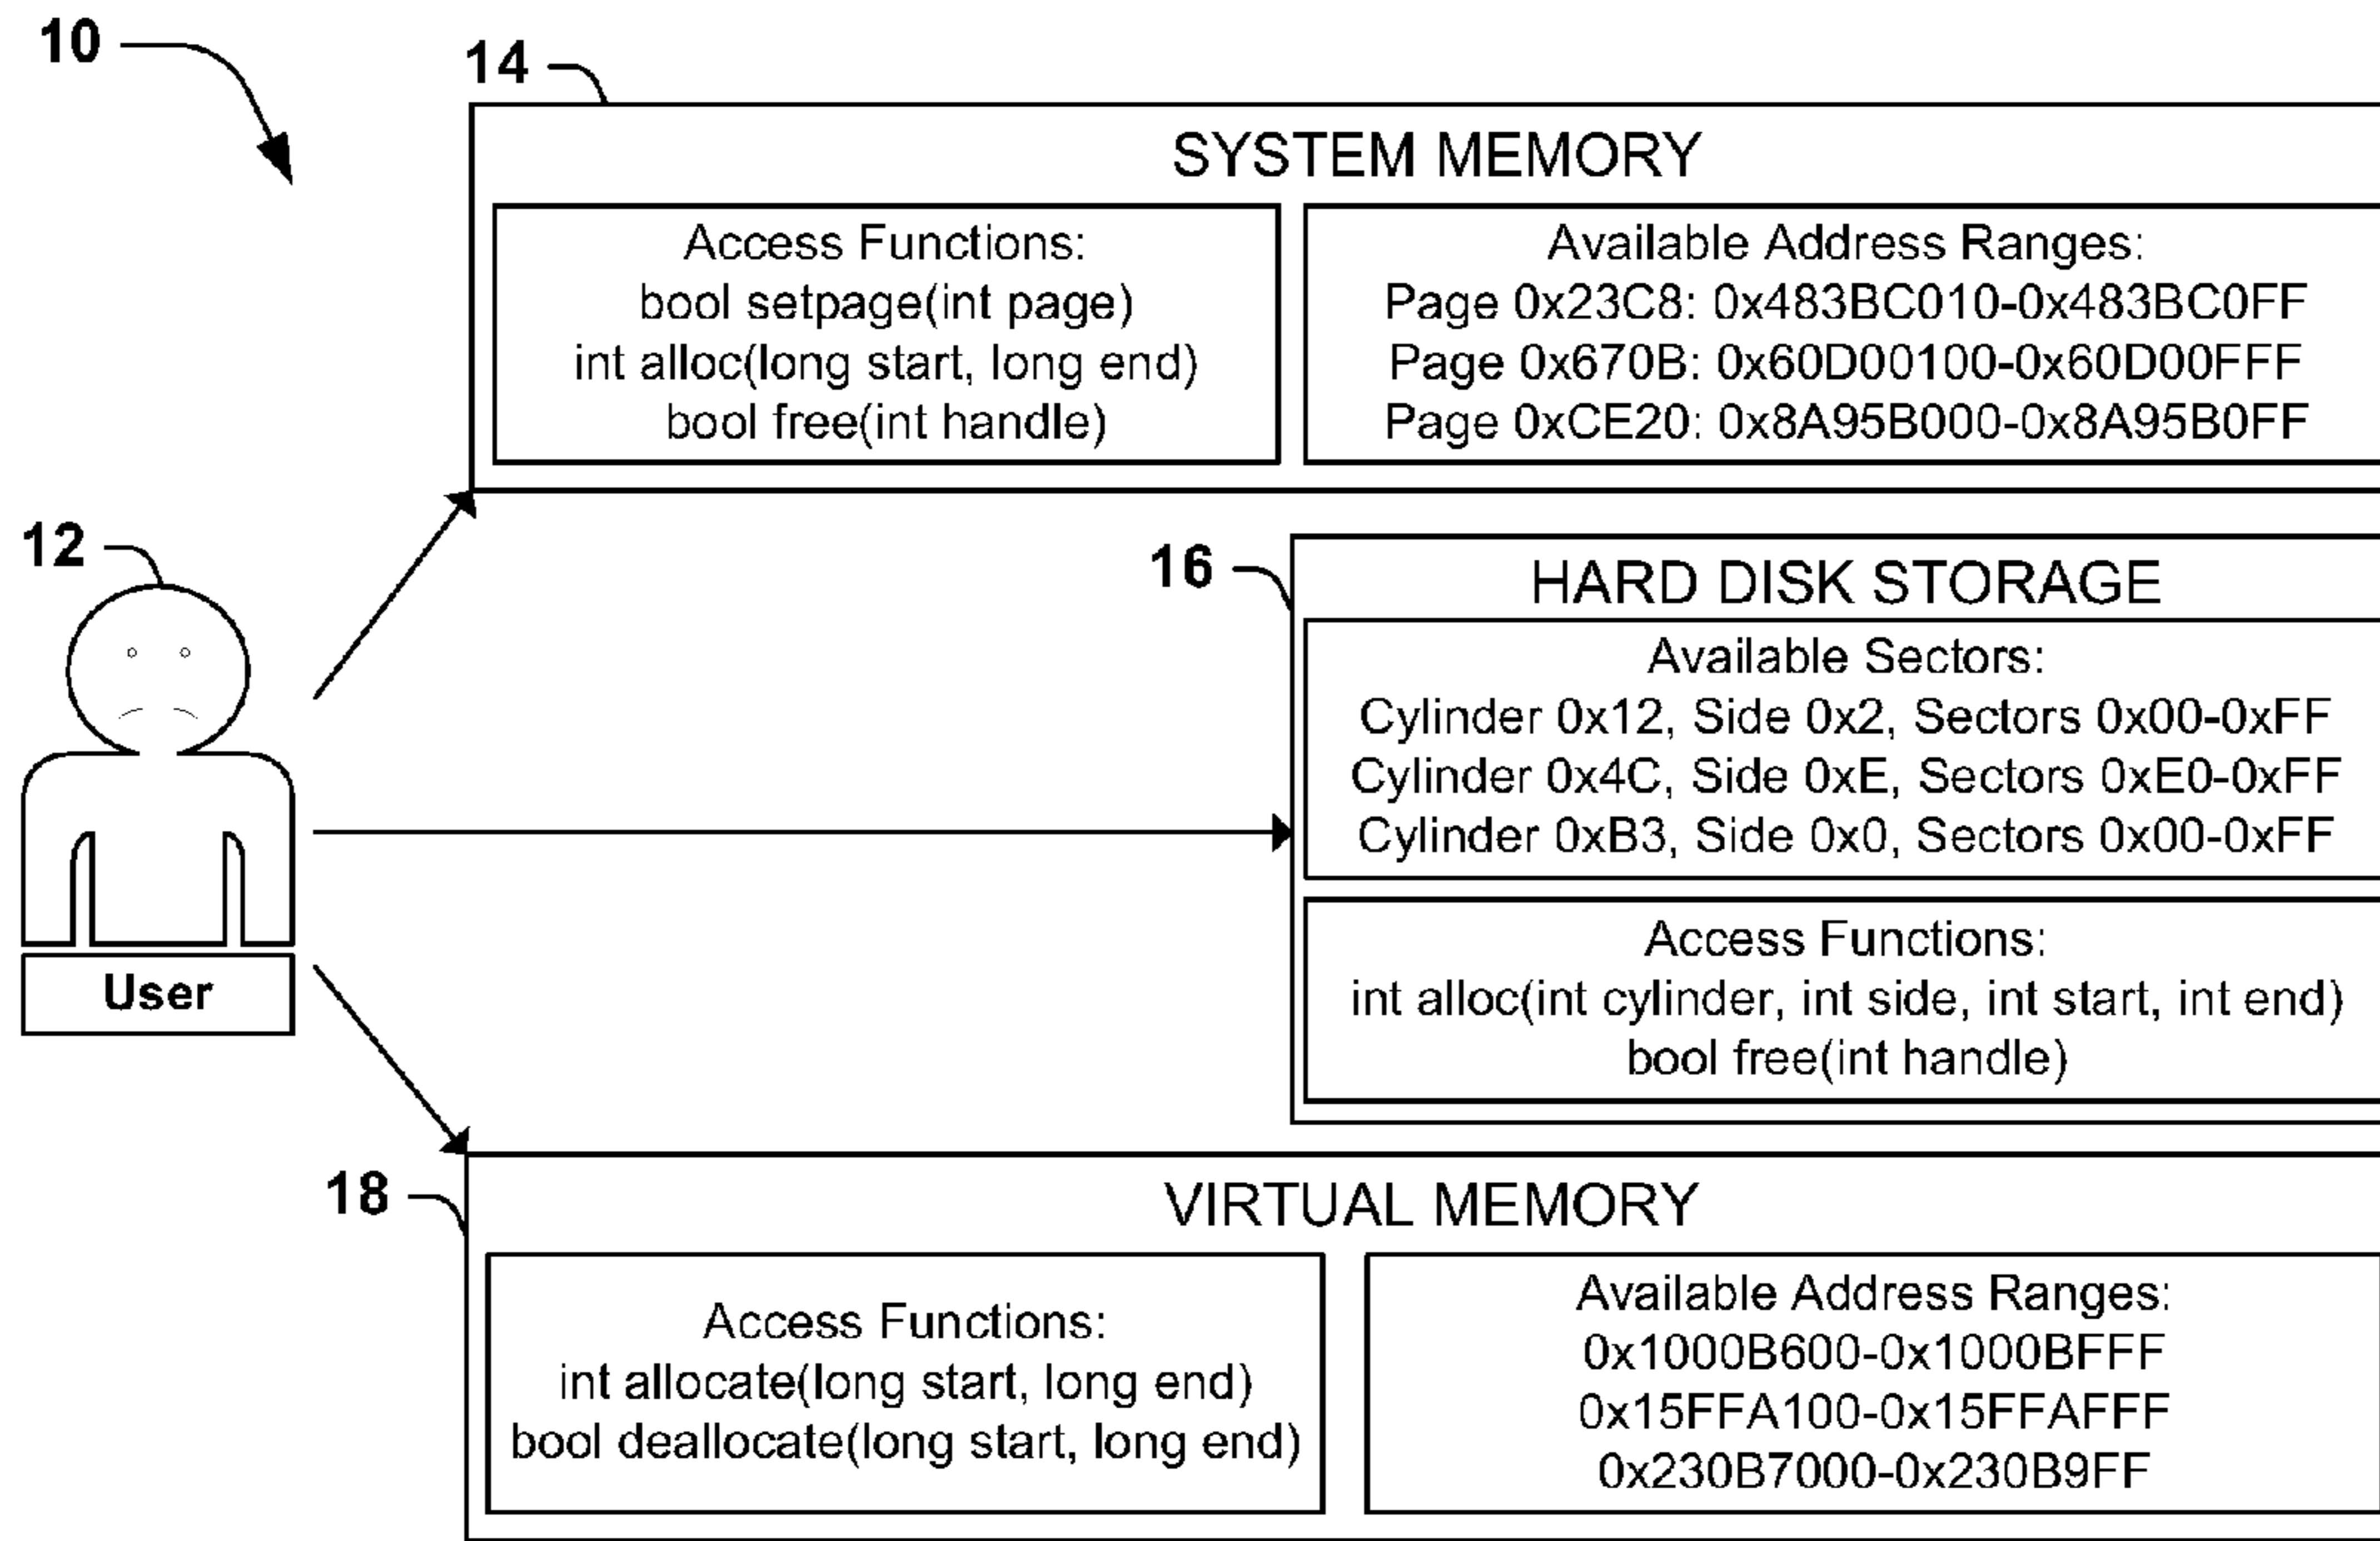 10
14
SYSTEM MEMORY
Access Functions:
bool setpage(int page)
int alloc(long start, long end)
bool free(int handle)
Available Address Ranges:
Page 0x23C8: 0x483BC010-0x483BC0FF
Page 0x670B: 0x60D00100-0x60D00FFF
Page 0xCE20: 0x8A95B000-0x8A95B0FF
12
User
16
HARD DISK STORAGE
Available Sectors:
Cylinder 0x12, Side 0x2, Sectors 0x00-0xFF
Cylinder 0x4C, Side 0xE, Sectors 0xE0-0xFF
Cylinder 0xB3, Side 0x0, Sectors 0x00-0xFF
Access Functions:
int alloc(int cylinder, int side, int start, int end)
bool free(int handle)
18
VIRTUAL MEMORY
Access Functions:
int allocate(long start, long end)
bool deallocate(long start, long end)
Available Address Ranges:
0x1000B600-0x1000BFFF
0x15FFA100-0x15FFAFFF
0x230B7000-0x230B9FF